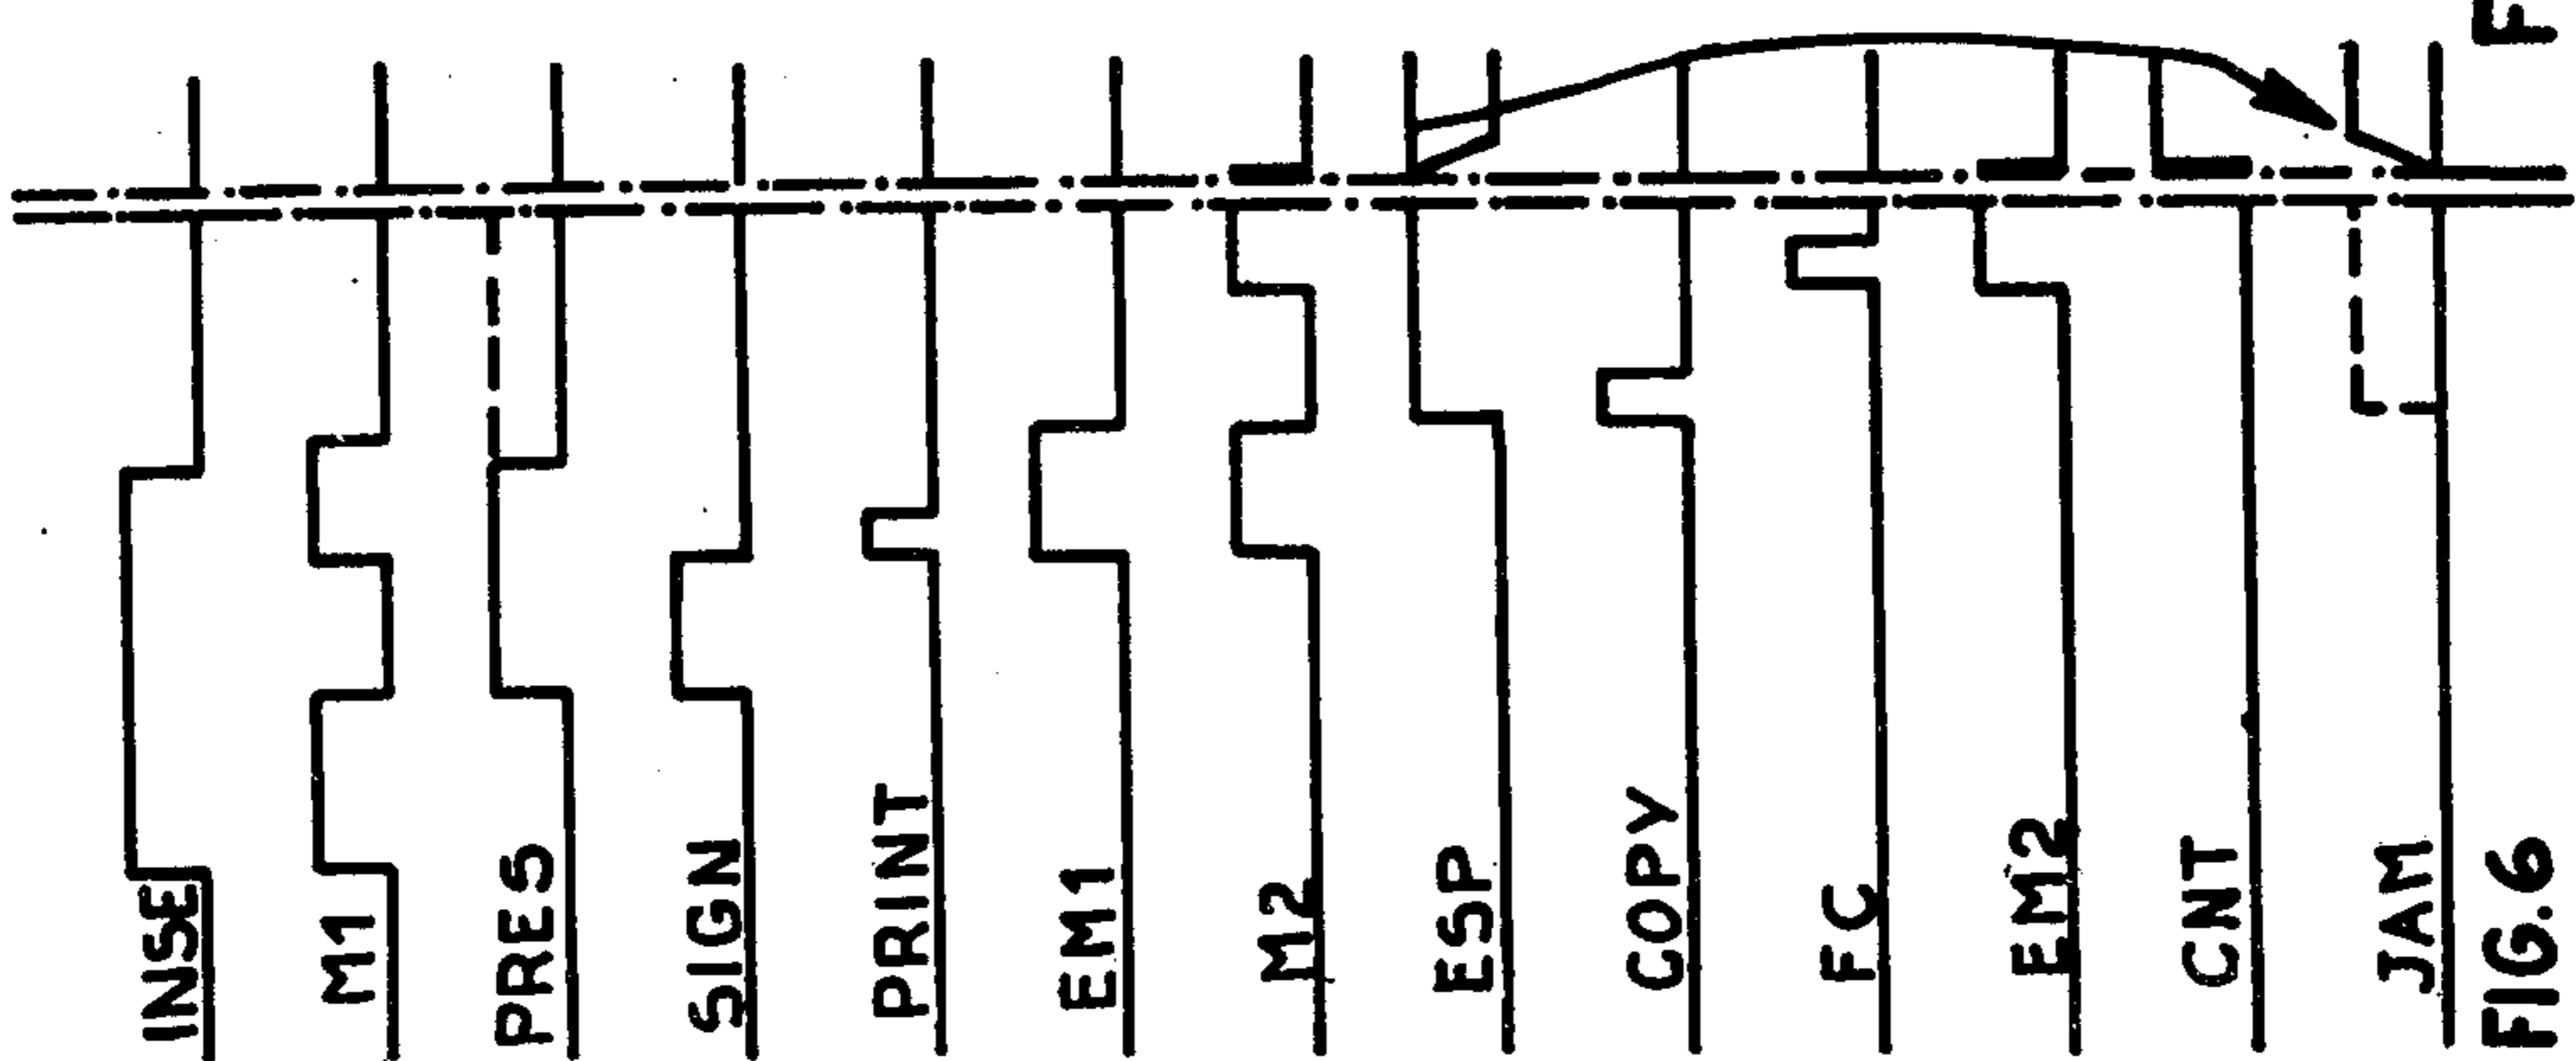 INSE
M1
PRES
SIGN
PRINT
EM1
M2
ESP
COPY
FC
EM2
CNT
JAM
FIG.6
F